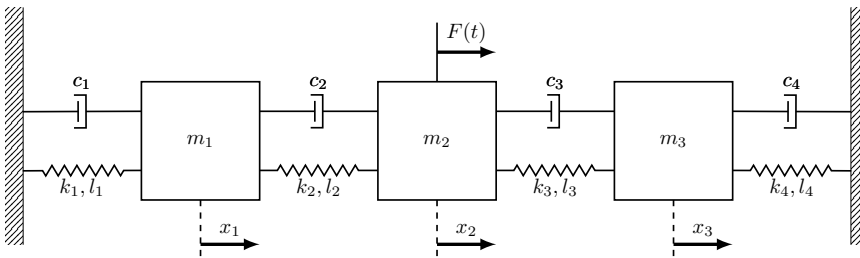 F(t)
c₁ c₂ c₃ c₄
m₁ m₂ m₃
k₁, l₁ k₂, l₂ k₃, l₃ k₄, l₄
x₁ x₂ x₃